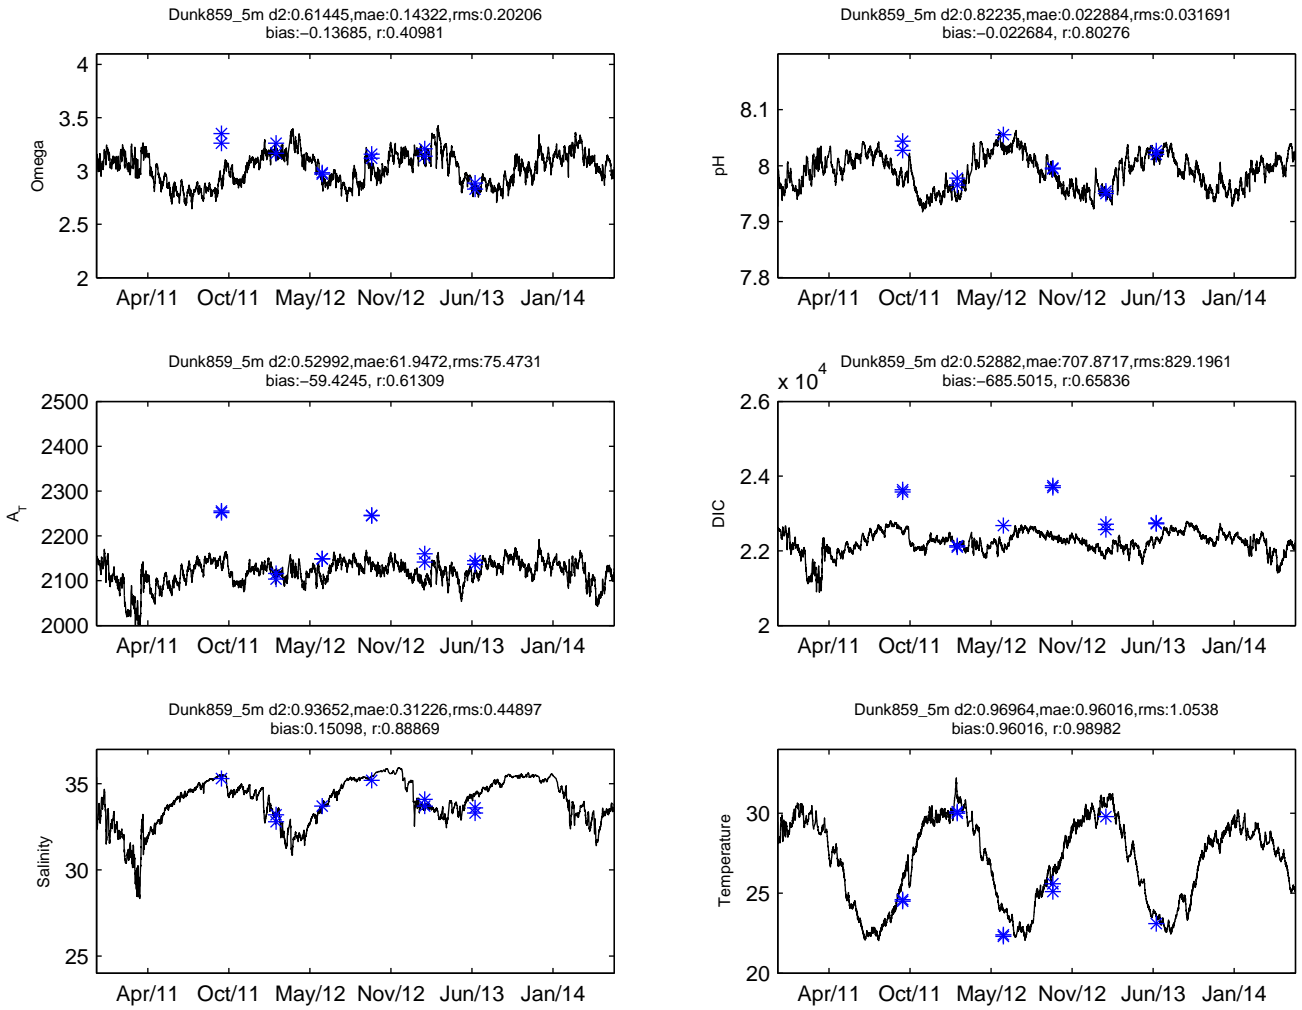 Dunk859_5m d2:0.61445,mae:0.14322,rms:0.20206
bias:−0.13685, r:0.40981
4
3.5
3
2.5
2
Omega
Apr/11 Oct/11 May/12 Nov/12 Jun/13 Jan/14
Dunk859_5m d2:0.82235,mae:0.022884,rms:0.031691
bias:−0.022684, r:0.80276
8.1
8
7.9
7.8
pH
Apr/11 Oct/11 May/12 Nov/12 Jun/13 Jan/14
Dunk859_5m d2:0.52992,mae:61.9472,rms:75.4731
bias:−59.4245, r:0.61309
2500
2400
2300
2200
2100
2000
A_T
Apr/11 Oct/11 May/12 Nov/12 Jun/13 Jan/14
Dunk859_5m d2:0.52882,mae:707.8717,rms:829.1961
bias:−685.5015, r:0.65836
x 10^4
2.6
2.4
2.2
2
DIC
Apr/11 Oct/11 May/12 Nov/12 Jun/13 Jan/14
Dunk859_5m d2:0.93652,mae:0.31226,rms:0.44897
bias:0.15098, r:0.88869
35
30
25
Salinity
Apr/11 Oct/11 May/12 Nov/12 Jun/13 Jan/14
Dunk859_5m d2:0.96964,mae:0.96016,rms:1.0538
bias:0.96016, r:0.98982
30
25
20
Temperature
Apr/11 Oct/11 May/12 Nov/12 Jun/13 Jan/14